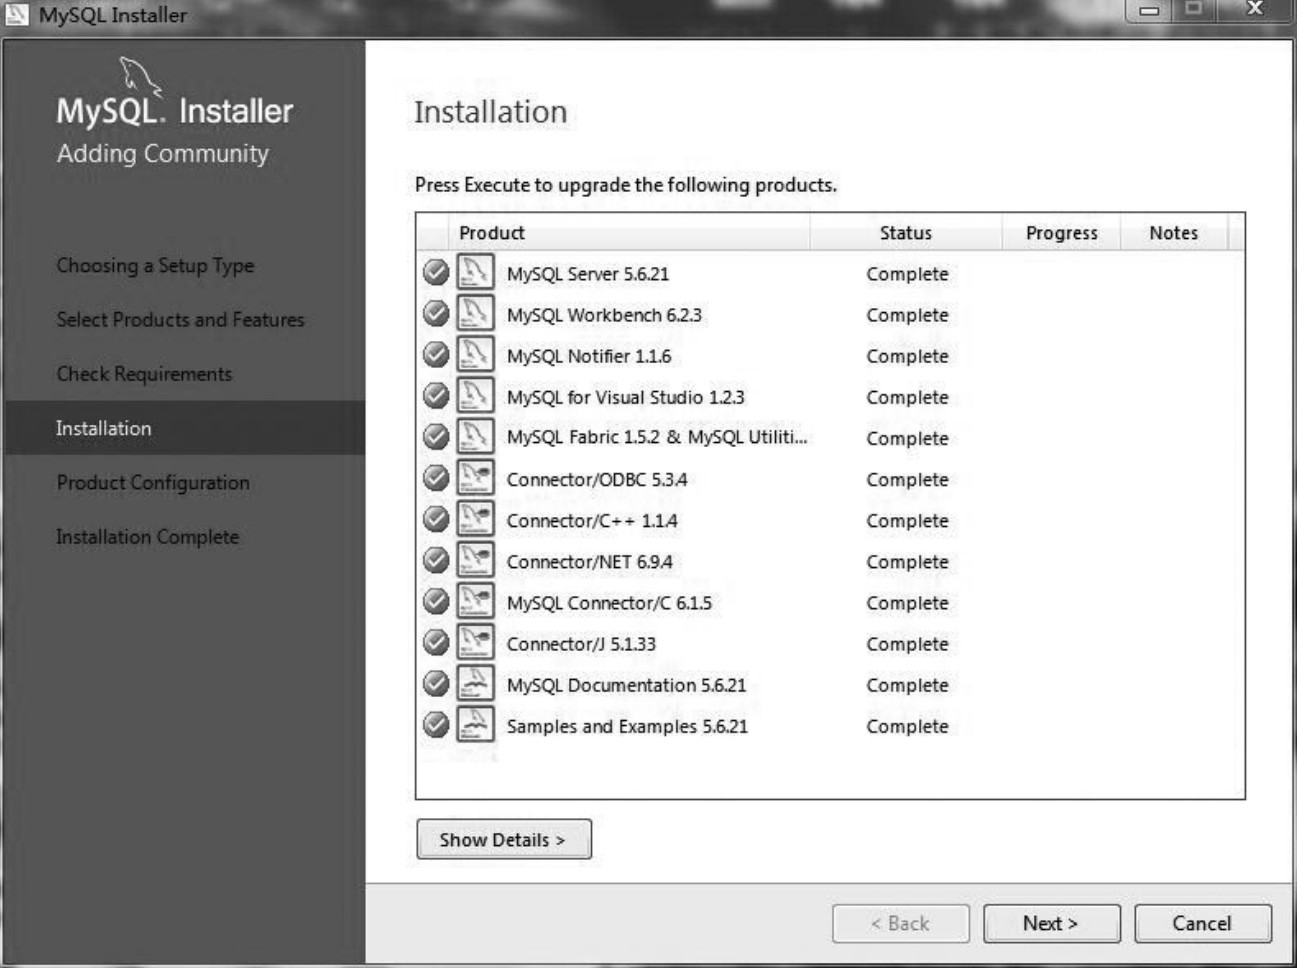 MySQL Installer
MySQL. Installer
Adding Community
Choosing a Setup Type
Select Products and Features
Check Requirements
Installation
Product Configuration
Installation Complete
Installation
Press Execute to upgrade the following products.
Product Status Progress Notes
MySQL Server 5.6.21 Complete
MySQL Workbench 6.2.3 Complete
MySQL Notifier 1.1.6 Complete
MySQL for Visual Studio 1.2.3 Complete
MySQL Fabric 1.5.2 & MySQL Utiliti... Complete
Connector/ODBC 5.3.4 Complete
Connector/C++ 1.1.4 Complete
Connector/NET 6.9.4 Complete
MySQL Connector/C 6.1.5 Complete
Connector/J 5.1.33 Complete
MySQL Documentation 5.6.21 Complete
Samples and Examples 5.6.21 Complete
Show Details >
< Back Next > Cancel